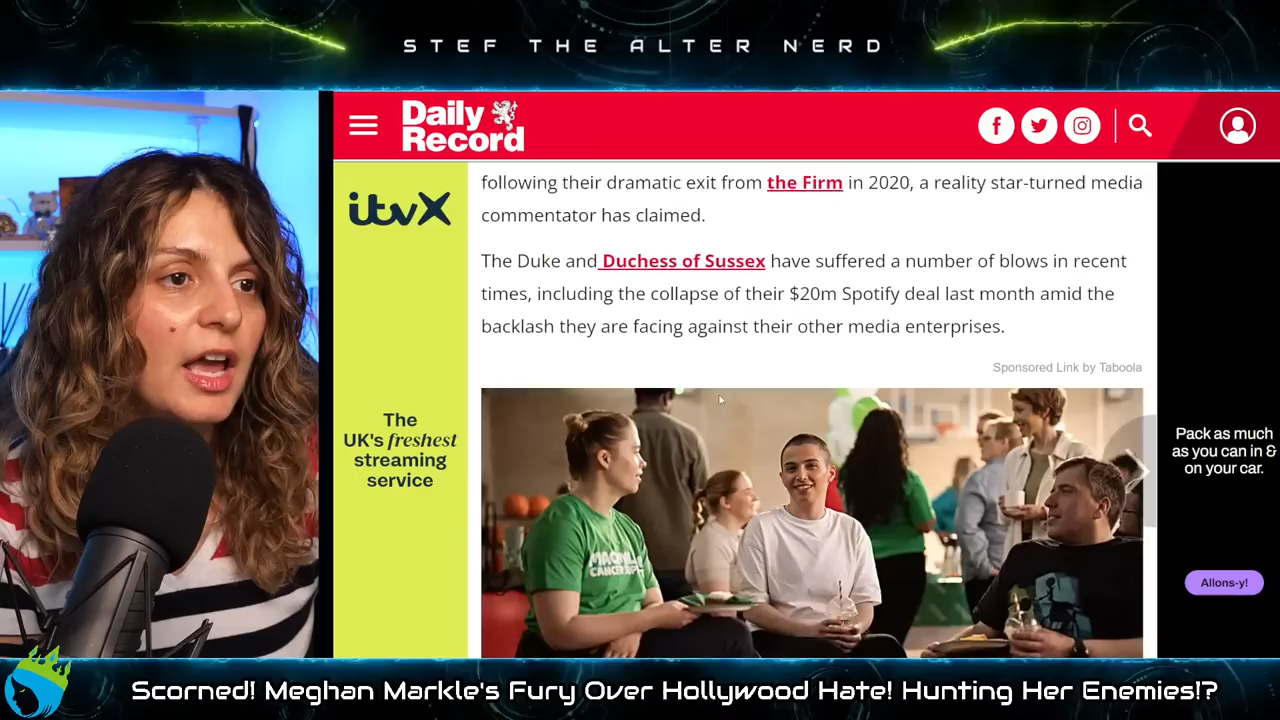 STEF THE ALTER NERD
Daily
Record
itvX
The
UK's freshest
streaming
service
following their dramatic exit from the Firm in 2020, a reality star-turned media
commentator has claimed.
The Duke and Duchess of Sussex have suffered a number of blows in recent
times, including the collapse of their $20m Spotify deal last month amid the
backlash they are facing against their other media enterprises.
Sponsored Link by Taboola
Pack as much
as you can in &
on your car.
Allons-y!
Scorned! Meghan Markle's Fury Over Hollywood Hate! Hunting Her Enemies!?